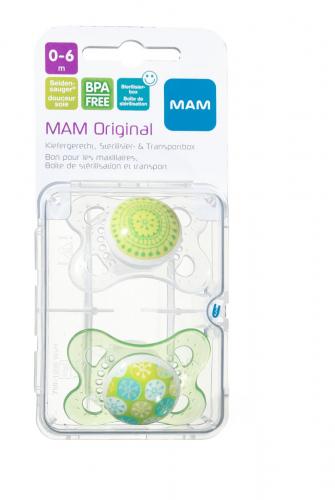 0-6
m
Seiden-
sauger®
douceur
soie
BPA
FREE
Sterilisier-
box
Boîte de
stérilisation
MAM
MAM Original
Kiefergerecht, Sterilisier- & Transportbox
Bon pour les maxillaires,
Boîte de stérilisation et transport